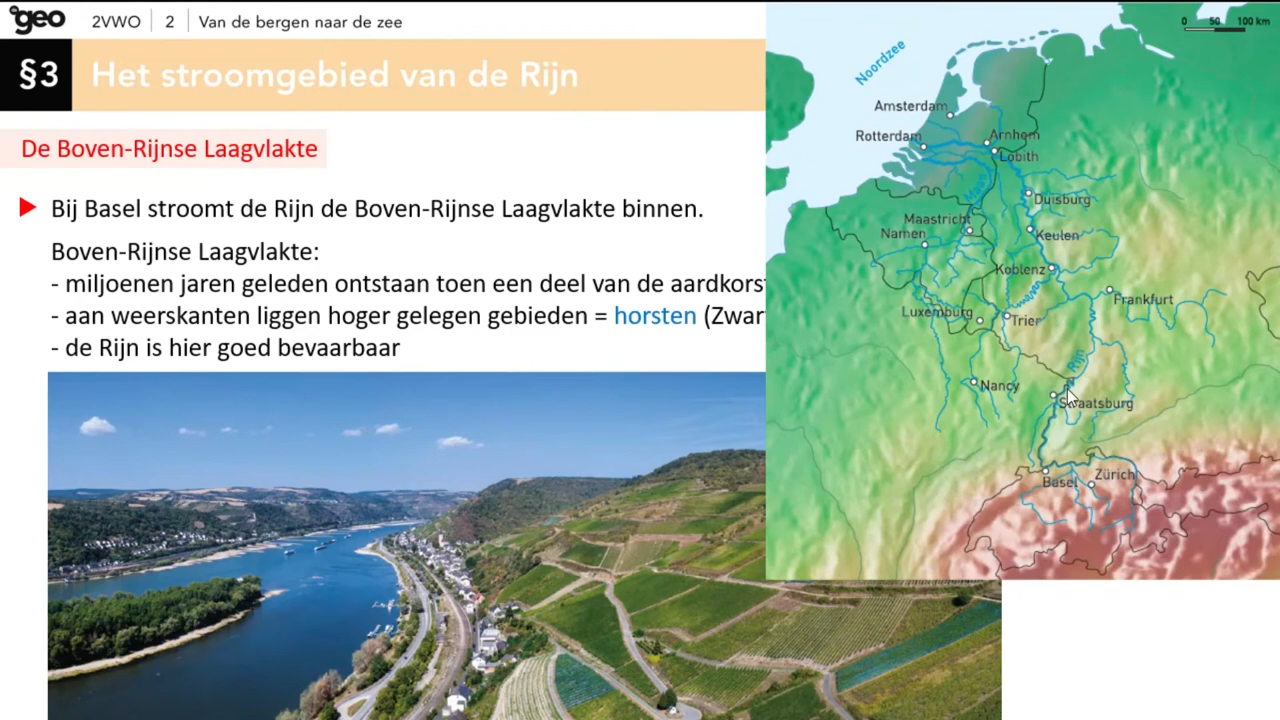 geo
2VWO
2
Van de bergen naar de zee
§3
Het stroomgebied van de Rijn
De Boven-Rijnse Laagvlakte
Bij Basel stroomt de Rijn de Boven-Rijnse Laagvlakte binnen.
Boven-Rijnse Laagvlakte:
- miljoenen jaren geleden ontstaan toen een deel van de aardkorst
- aan weerskanten liggen hoger gelegen gebieden = horsten (Zwar
- de Rijn is hier goed bevaarbaar
0 50 100 km
Noordzee
Amsterdam
Rotterdam
Arnhem
Lobith
Maas
Duisburg
Maastricht
Namen
Keulen
Koblenz
Frankfurt
Luxemburg
Trier
Rijn
Nancy
Straatsburg
Basel
Zürich